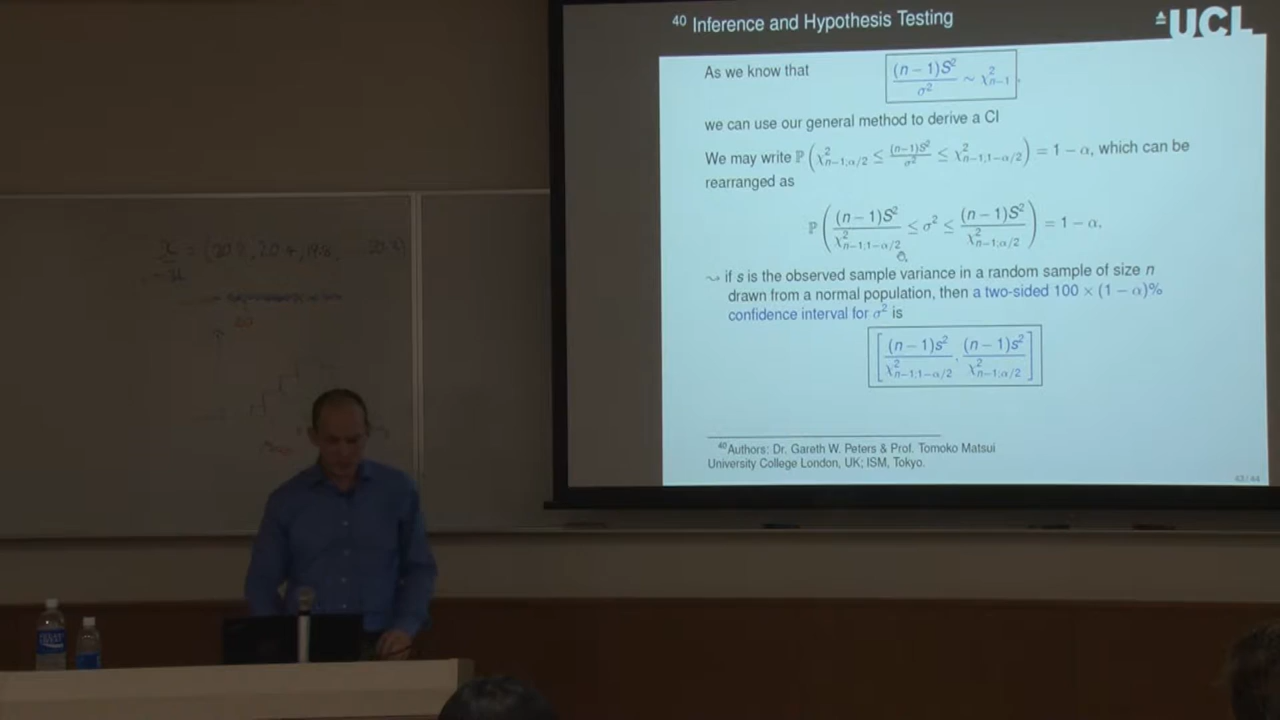 40 Inference and Hypothesis Testing
UCL
As we know that (n − 1)S² / σ² ∼ χ²ₙ₋₁,
we can use our general method to derive a CI
We may write ℙ(χ²ₙ₋₁;α/2 ≤ (n−1)S²/σ² ≤ χ²ₙ₋₁;1−α/2) = 1 − α, which can be
rearranged as
ℙ((n − 1)S² / χ²ₙ₋₁;1−α/2 ≤ σ² ≤ (n − 1)S² / χ²ₙ₋₁;α/2) = 1 − α.
⇝ if s is the observed sample variance in a random sample of size n
drawn from a normal population, then a two-sided 100 × (1 − α)%
confidence interval for σ² is
[(n − 1)s² / χ²ₙ₋₁;1−α/2, (n − 1)s² / χ²ₙ₋₁;α/2]
40 Authors: Dr. Gareth W. Peters & Prof. Tomoko Matsui
University College London, UK; ISM, Tokyo.
43/44